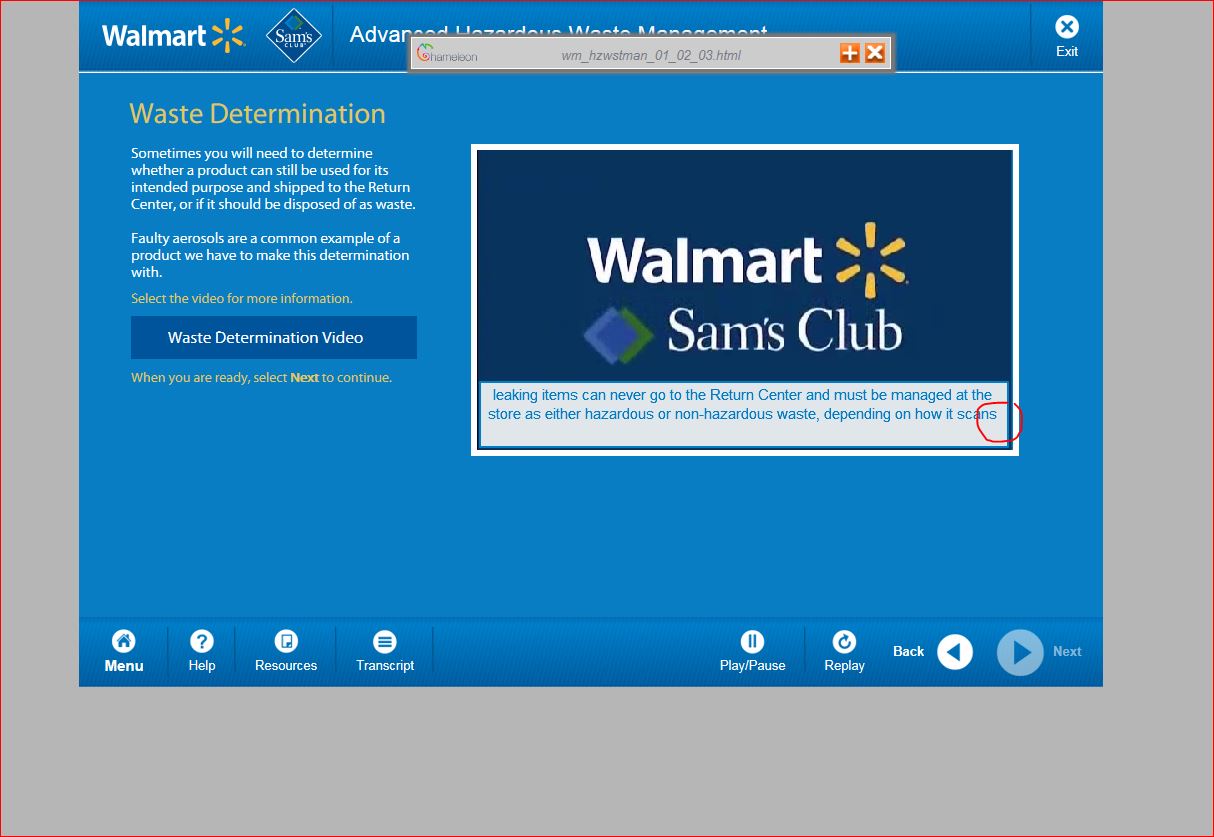 Walmart
Sam's
CLUB
Advanced Hazardous Waste Management
Exit
Chameleon
wm_hzwstman_01_02_03.html
Waste Determination
Sometimes you will need to determine
whether a product can still be used for its
intended purpose and shipped to the Return
Center, or if it should be disposed of as waste.
Faulty aerosols are a common example of a
product we have to make this determination
with.
Select the video for more information.
Waste Determination Video
When you are ready, select Next to continue.
Walmart
Sam's Club
leaking items can never go to the Return Center and must be managed at the
store as either hazardous or non-hazardous waste, depending on how it scans
Menu
Help
Resources
Transcript
Play/Pause
Replay
Back
Next